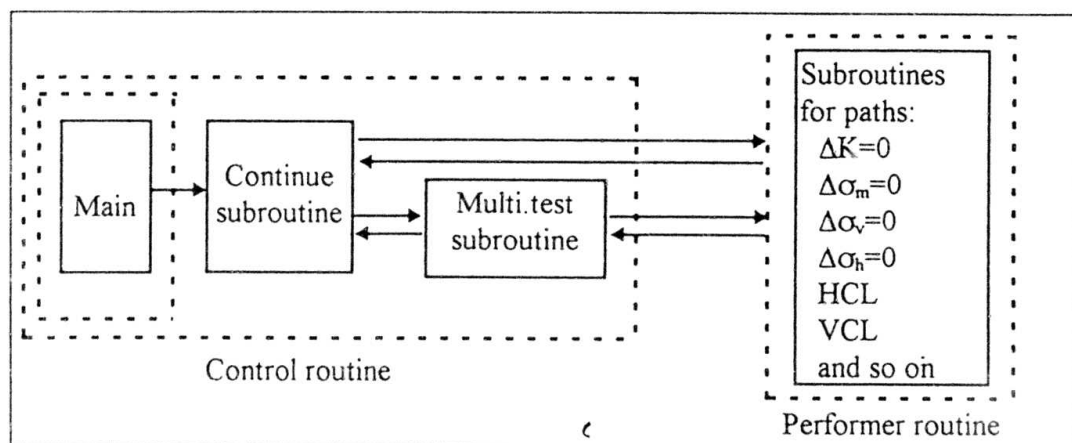 Main
Continue
subroutine
Multi.test
subroutine
Control routine
Subroutines
for paths:
ΔK=0
Δσm=0
Δσv=0
Δσh=0
HCL
VCL
and so on
Performer routine